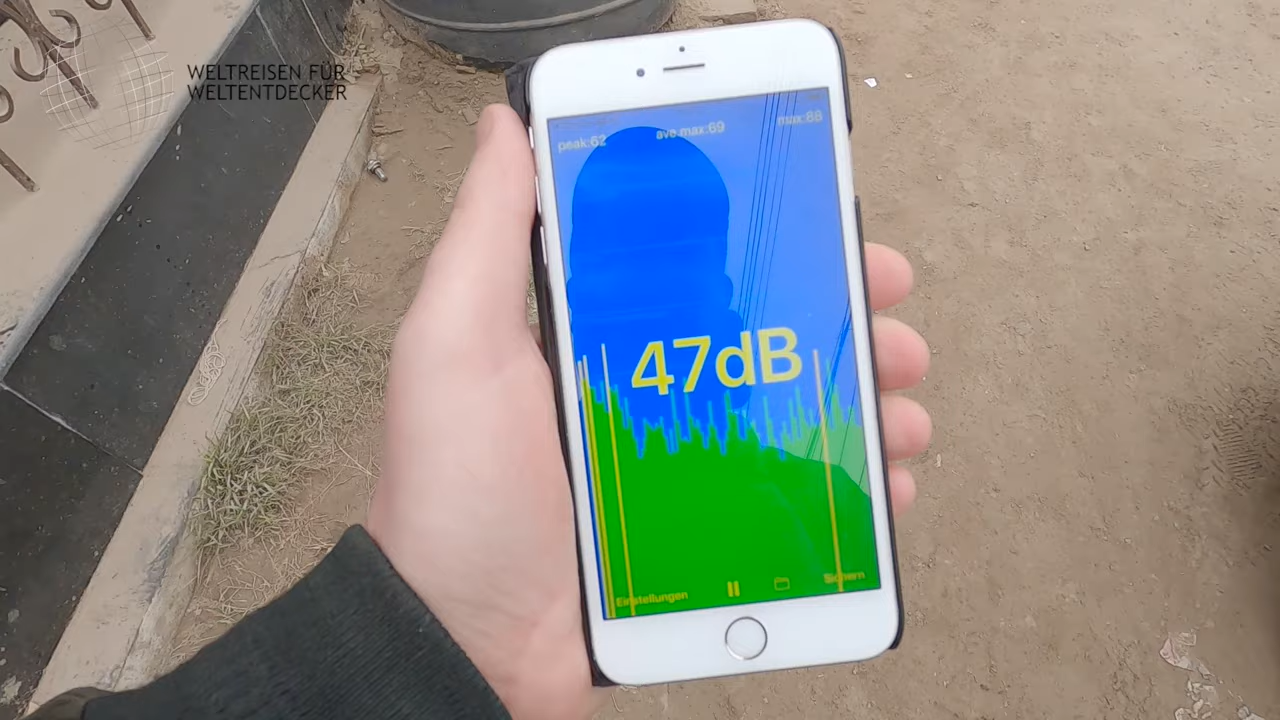 WELTREISEN FÜR
WELTENTDECKER
peak:62
ave.max:69
max:88
47dB
Einstellungen
Sichern